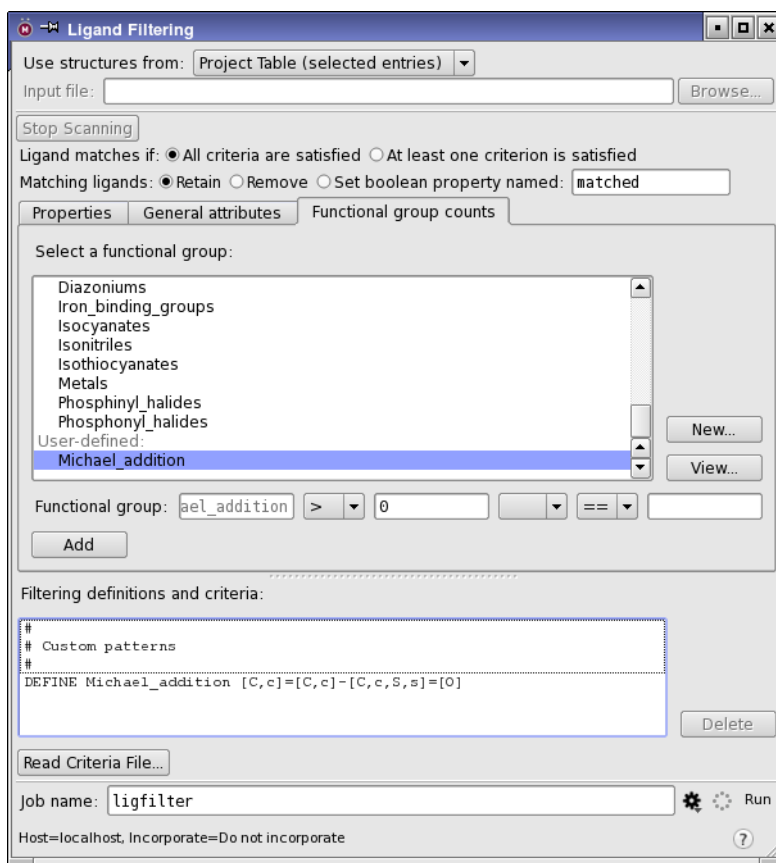 Ligand Filtering
Use structures from: Project Table (selected entries)
Input file: Browse...
Stop Scanning
Ligand matches if: All criteria are satisfied At least one criterion is satisfied
Matching ligands: Retain Remove Set boolean property named: matched
Properties General attributes Functional group counts
Select a functional group:
Diazoniums
Iron_binding_groups
Isocyanates
Isonitriles
Isothiocyanates
Metals
Phosphinyl_halides
Phosphonyl_halides
User-defined:
New...
Michael_addition
View...
Functional group: ael_addition > 0 ==
Add
Filtering definitions and criteria:
#
# Custom patterns
#
DEFINE Michael_addition [C,c]=[C,c]-[C,c,S,s]=[O]
Delete
Read Criteria File...
Job name: ligfilter Run
Host=localhost, Incorporate=Do not incorporate ?